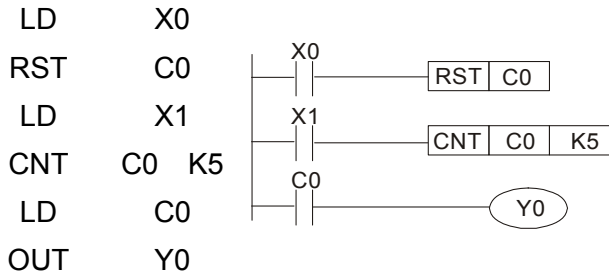 LD X0
RST C0
LD X1
CNT C0 K5
LD C0
OUT Y0
X0
RST C0
X1
CNT C0 K5
C0
Y0